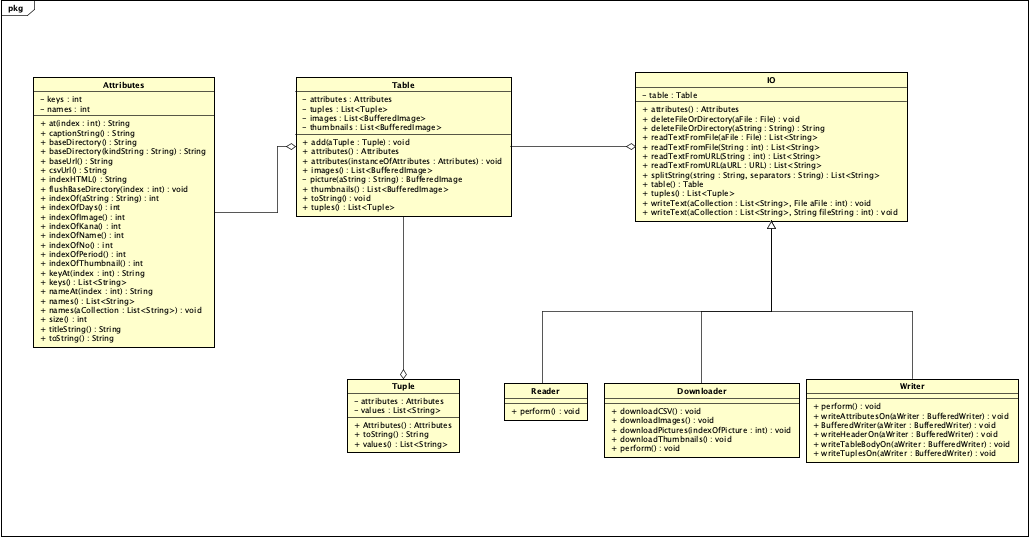 pkg
Attributes
- keys : int
- names : int
+ at(index : int) : String
+ captionString() : String
+ baseDirectory() : String
+ baseDirectory(kindString : String) : String
+ baseUrl() : String
+ csvUrl() : String
+ indexHTML() : String
+ flushBaseDirectory(index : int) : void
+ indexOf(aString : String) : int
+ indexOfDays() : int
+ indexOfImage() : int
+ indexOfKana() : int
+ indexOfName() : int
+ indexOfNo() : int
+ indexOfPeriod() : int
+ indexOfThumbnail() : int
+ keyAt(index : int) : String
+ keys() : List<String>
+ nameAt(index : int) : String
+ names() : List<String>
+ names(aCollection : List<String>) : void
+ size() : int
+ titleString() : String
+ toString() : String
Table
- attributes : Attributes
- tuples : List<Tuple>
- images : List<BufferedImage>
- thumbnails : List<BufferedImage>
+ add(aTuple : Tuple) : void
+ attributes() : Attributes
+ attributes(instanceOfAttributes : Attributes) : void
+ images() : List<BufferedImage>
- picture(aString : String) : BufferedImage
+ thumbnails() : List<BufferedImage>
+ toString() : void
+ tuples() : List<Tuple>
IO
- table : Table
+ attributes() : Attributes
+ deleteFileOrDirectory(aFile : File) : void
+ deleteFileOrDirectory(aString : String) : String
+ readTextFromFile(aFile : File) : List<String>
+ readTextFromFile(String : int) : List<String>
+ readTextFromURL(String : int) : List<String>
+ readTextFromURL(aURL : URL) : List<String>
+ splitString(string : String, separators : String) : List<String>
+ table() : Table
+ tuples() : List<Tuple>
+ writeText(aCollection : List<String>, File aFile : int) : void
+ writeText(aCollection : List<String>, String fileString : int) : void
Tuple
- attributes : Attributes
- values : List<String>
+ Attributes() : Attributes
+ toString() : String
+ values() : List<String>
Reader
+ perform() : void
Downloader
+ downloadCSV() : void
+ downloadImages() : void
+ downloadPictures(indexOfPicture : int) : void
+ downloadThumbnails() : void
+ perform() : void
Writer
+ perform() : void
+ writeAttributesOn(aWriter : BufferedWriter) : void
+ BufferedWriter(aWriter : BufferedWriter) : void
+ writeHeaderOn(aWriter : BufferedWriter) : void
+ writeTableBodyOn(aWriter : BufferedWriter) : void
+ writeTuplesOn(aWriter : BufferedWriter) : void